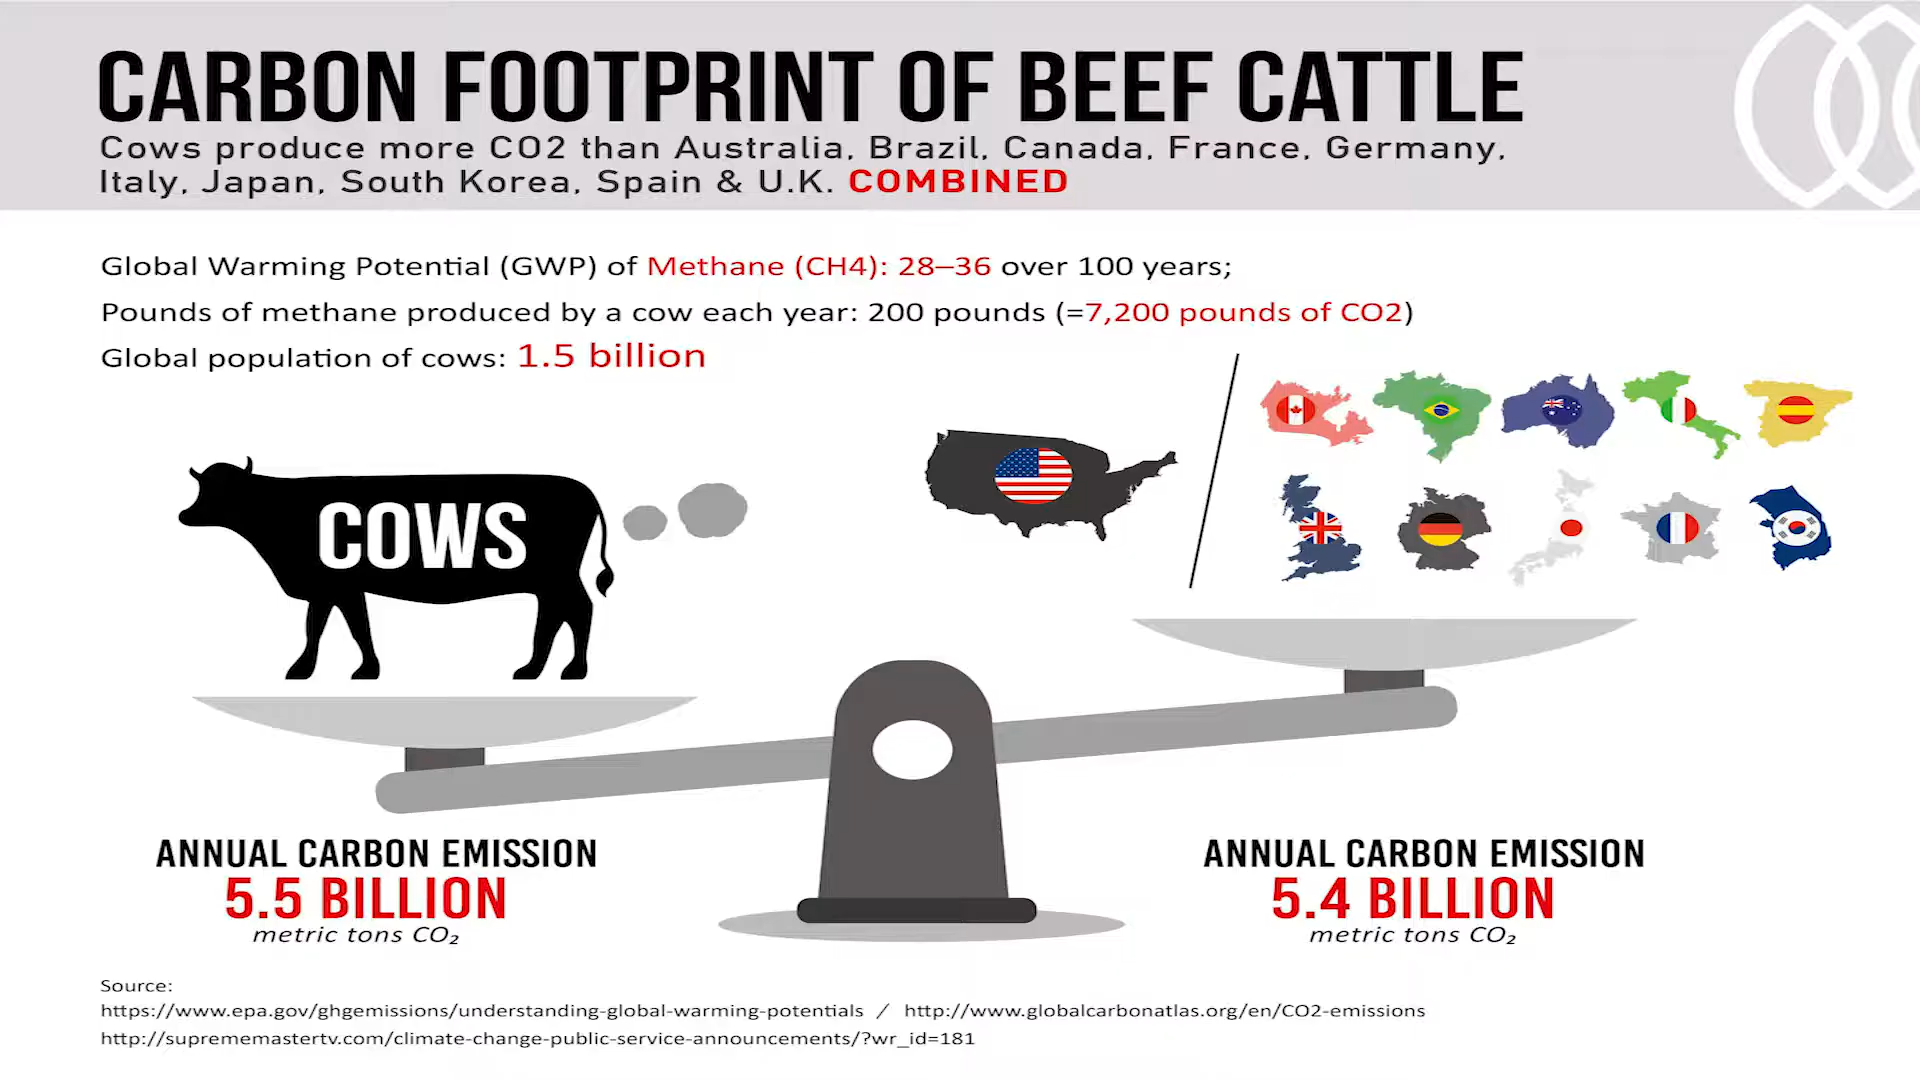 CARBON FOOTPRINT OF BEEF CATTLE
Cows produce more CO2 than Australia, Brazil, Canada, France, Germany,
Italy, Japan, South Korea, Spain & U.K. COMBINED
Global Warming Potential (GWP) of Methane (CH4): 28–36 over 100 years;
Pounds of methane produced by a cow each year: 200 pounds (=7,200 pounds of CO2)
Global population of cows: 1.5 billion
COWS
ANNUAL CARBON EMISSION
5.5 BILLION
metric tons CO₂
ANNUAL CARBON EMISSION
5.4 BILLION
metric tons CO₂
Source:
https://www.epa.gov/ghgemissions/understanding-global-warming-potentials / http://www.globalcarbonatlas.org/en/CO2-emissions
http://suprememastertv.com/climate-change-public-service-announcements/?wr_id=181